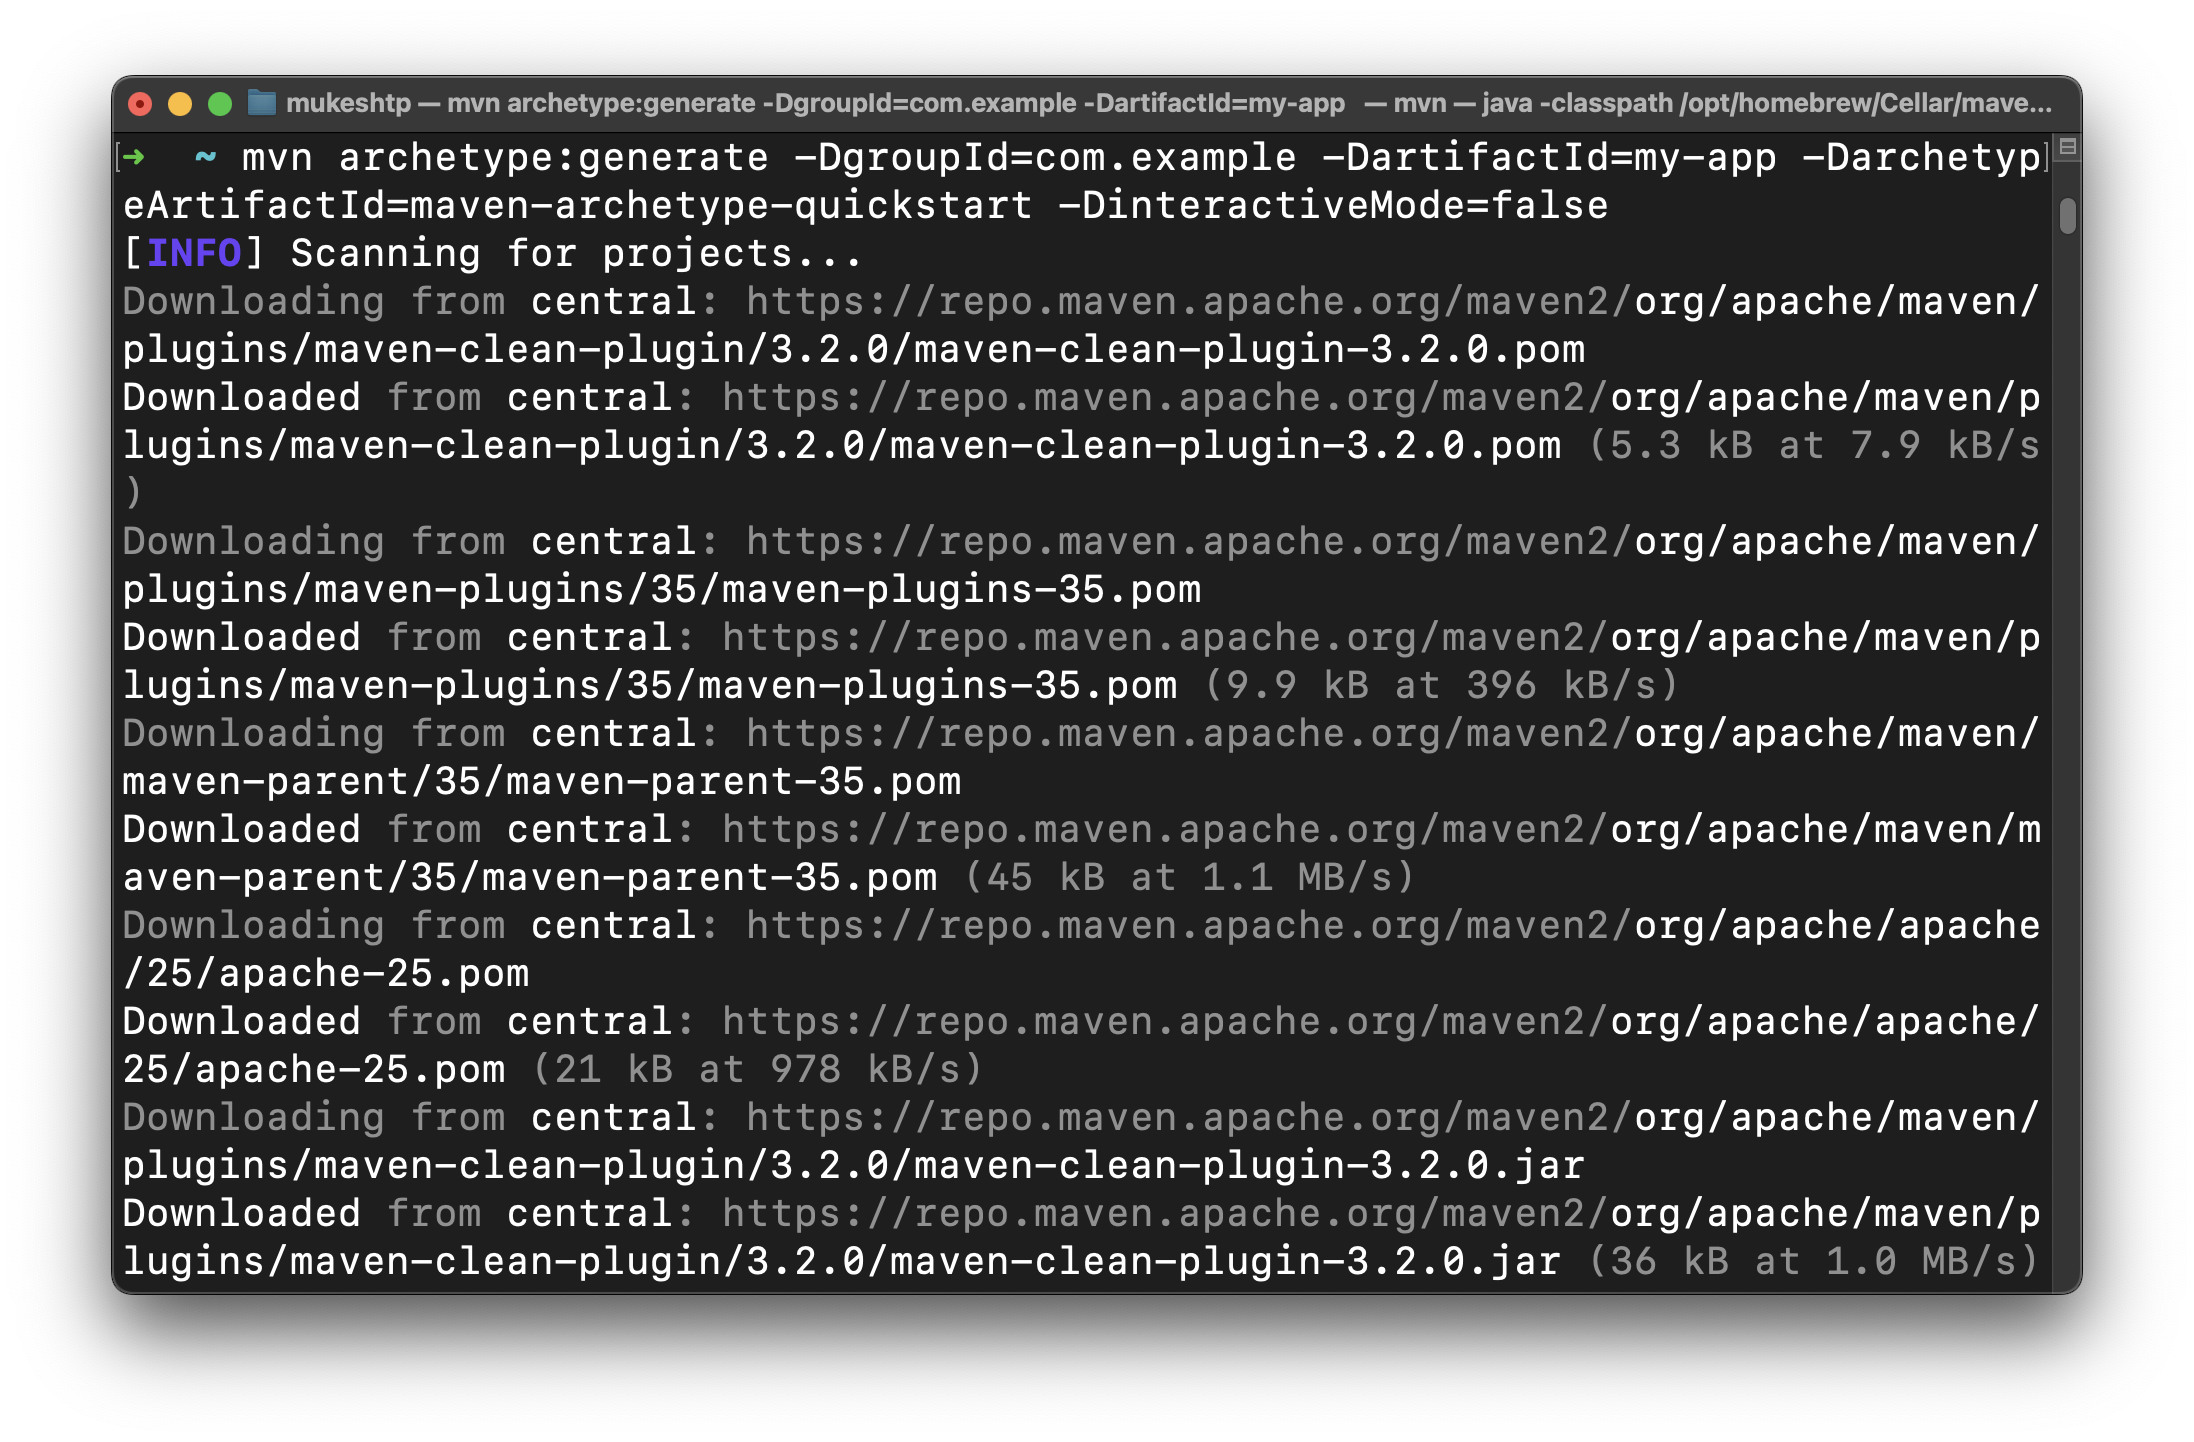 mukeshtp — mvn archetype:generate -DgroupId=com.example -DartifactId=my-app — mvn — java -classpath /opt/homebrew/Cellar/mave...
➜ ~ mvn archetype:generate -DgroupId=com.example -DartifactId=my-app -Darchetyp
eArtifactId=maven-archetype-quickstart -DinteractiveMode=false
[INFO] Scanning for projects...
Downloading from central: https://repo.maven.apache.org/maven2/org/apache/maven/
plugins/maven-clean-plugin/3.2.0/maven-clean-plugin-3.2.0.pom
Downloaded from central: https://repo.maven.apache.org/maven2/org/apache/maven/p
lugins/maven-clean-plugin/3.2.0/maven-clean-plugin-3.2.0.pom (5.3 kB at 7.9 kB/s
)
Downloading from central: https://repo.maven.apache.org/maven2/org/apache/maven/
plugins/maven-plugins/35/maven-plugins-35.pom
Downloaded from central: https://repo.maven.apache.org/maven2/org/apache/maven/p
lugins/maven-plugins/35/maven-plugins-35.pom (9.9 kB at 396 kB/s)
Downloading from central: https://repo.maven.apache.org/maven2/org/apache/maven/
maven-parent/35/maven-parent-35.pom
Downloaded from central: https://repo.maven.apache.org/maven2/org/apache/maven/m
aven-parent/35/maven-parent-35.pom (45 kB at 1.1 MB/s)
Downloading from central: https://repo.maven.apache.org/maven2/org/apache/apache
/25/apache-25.pom
Downloaded from central: https://repo.maven.apache.org/maven2/org/apache/apache/
25/apache-25.pom (21 kB at 978 kB/s)
Downloading from central: https://repo.maven.apache.org/maven2/org/apache/maven/
plugins/maven-clean-plugin/3.2.0/maven-clean-plugin-3.2.0.jar
Downloaded from central: https://repo.maven.apache.org/maven2/org/apache/maven/p
lugins/maven-clean-plugin/3.2.0/maven-clean-plugin-3.2.0.jar (36 kB at 1.0 MB/s)